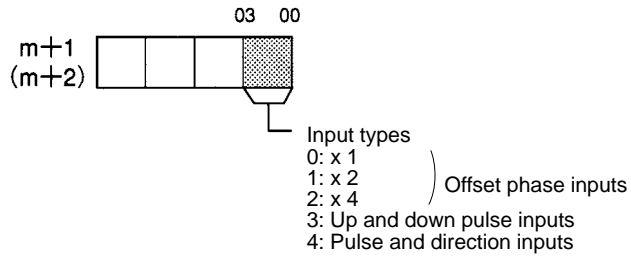 03 00
m+1
(m+2)
Input types
0: x 1
1: x 2
2: x 4
Offset phase inputs
3: Up and down pulse inputs
4: Pulse and direction inputs